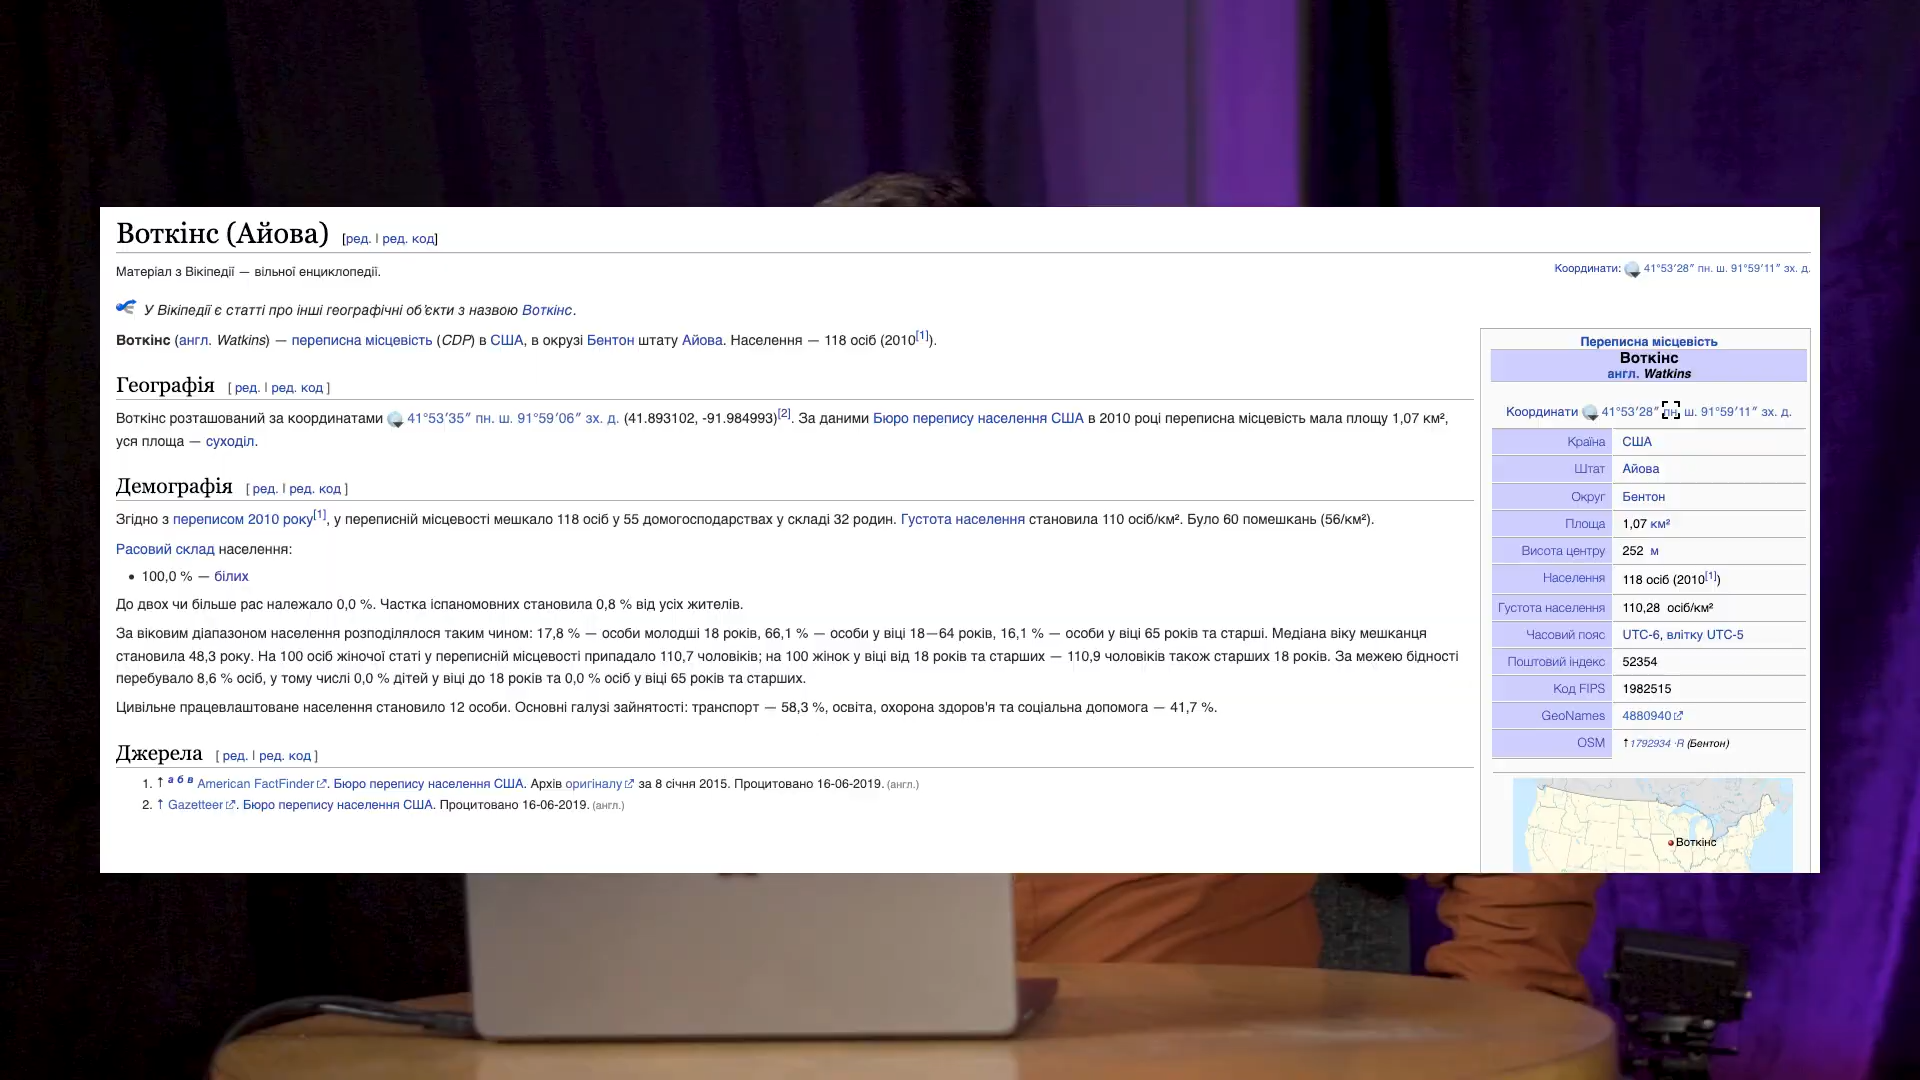 Воткінс (Айова) [ред. | ред. код]
Матеріал з Вікіпедії — вільної енциклопедії.
Координати: 41°53′28″ пн. ш. 91°59′11″ зх. д.
У Вікіпедії є статті про інші географічні об'єкти з назвою Воткінс.
Воткінс (англ. Watkins) — переписна місцевість (CDP) в США, в окрузі Бентон штату Айова. Населення — 118 осіб (2010[1]).
Географія [ ред. | ред. код ]
Воткінс розташований за координатами 41°53′35″ пн. ш. 91°59′06″ зх. д. (41.893102, -91.984993)[2]. За даними Бюро перепису населення США в 2010 році переписна місцевість мала площу 1,07 км²,
уся площа — суходіл.
Демографія [ ред. | ред. код ]
Згідно з переписом 2010 року[1], у переписній місцевості мешкало 118 осіб у 55 домогосподарствах у складі 32 родин. Густота населення становила 110 осіб/км². Було 60 помешкань (56/км²).
Расовий склад населення:
• 100,0 % — білих
До двох чи більше рас належало 0,0 %. Частка іспаномовних становила 0,8 % від усіх жителів.
За віковим діапазоном населення розподілялося таким чином: 17,8 % — особи молодші 18 років, 66,1 % — особи у віці 18—64 років, 16,1 % — особи у віці 65 років та старші. Медіана віку мешканця
становила 48,3 року. На 100 осіб жіночої статі у переписній місцевості припадало 110,7 чоловіків; на 100 жінок у віці від 18 років та старших — 110,9 чоловіків також старших 18 років. За межею бідності
перебувало 8,6 % осіб, у тому числі 0,0 % дітей у віці до 18 років та 0,0 % осіб у віці 65 років та старших.
Цивільне працевлаштоване населення становило 12 особи. Основні галузі зайнятості: транспорт — 58,3 %, освіта, охорона здоров'я та соціальна допомога — 41,7 %.
Джерела [ ред. | ред. код ]
1. ↑ а б в American FactFinder. Бюро перепису населення США. Архів оригіналу за 8 січня 2015. Процитовано 16-06-2019. (англ.)
2. ↑ Gazetteer. Бюро перепису населення США. Процитовано 16-06-2019. (англ.)
Переписна місцевість
Воткінс
англ. Watkins
Координати 41°53′28″ пн. ш. 91°59′11″ зх. д.
Країна США
Штат Айова
Округ Бентон
Площа 1,07 км²
Висота центру 252 м
Населення 118 осіб (2010[1])
Густота населення 110,28 осіб/км²
Часовий пояс UTC-6, влітку UTC-5
Поштовий індекс 52354
Код FIPS 1982515
GeoNames 4880940
OSM ↑1792934 ·R (Бентон)
Воткінс